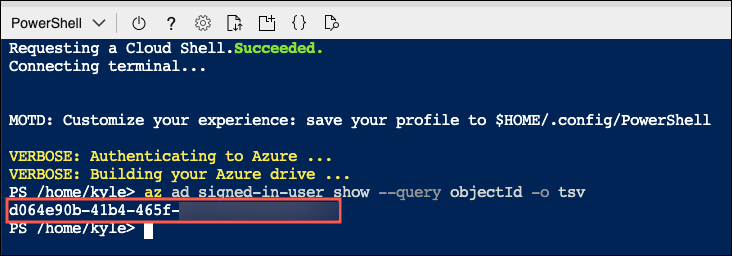 PowerShell
Requesting a Cloud Shell.Succeeded.
Connecting terminal...
MOTD: Customize your experience: save your profile to $HOME/.config/PowerShell
VERBOSE: Authenticating to Azure ...
VERBOSE: Building your Azure drive ...
PS /home/kyle> az ad signed-in-user show --query objectId -o tsv
d064e90b-41b4-465f-
PS /home/kyle>